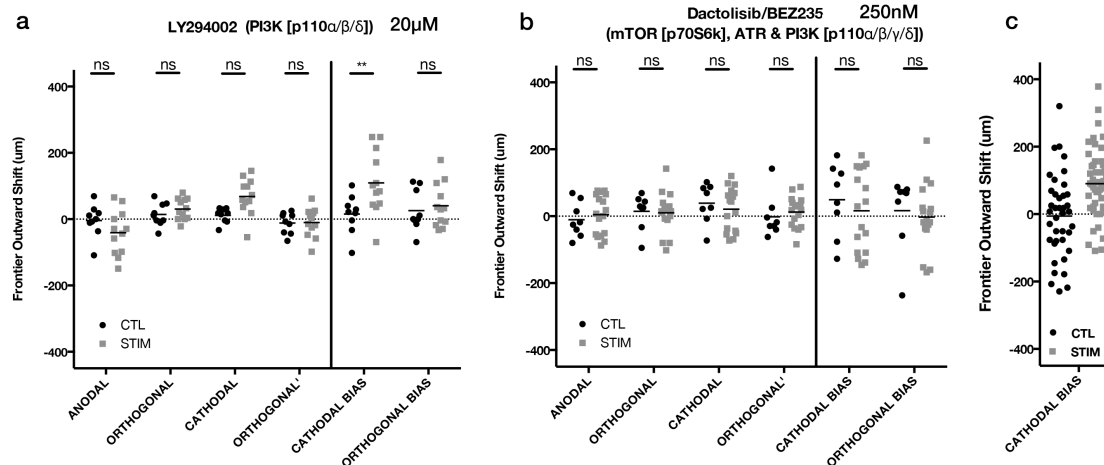 a
LY294002 (PI3K [p110α/β/δ]) 20μM
ns ns ns ns ** ns
Frontier Outward Shift (um)
400
200
0
-200
-400
CTL
STIM
ANODAL
ORTHOGONAL
CATHODAL
ORTHOGONAL'
CATHODAL BIAS
ORTHOGONAL BIAS
b
Dactolisib/BEZ235 250nM
(mTOR [p70S6k], ATR & PI3K [p110α/β/γ/δ])
ns ns ns ns ns ns
Frontier Outward Shift (um)
400
200
0
-200
-400
CTL
STIM
ANODAL
ORTHOGONAL
CATHODAL
ORTHOGONAL'
CATHODAL BIAS
ORTHOGONAL BIAS
c
Frontier Outward Shift (um)
400
200
0
-200
-400
CTL
STIM
CATHODAL BIAS